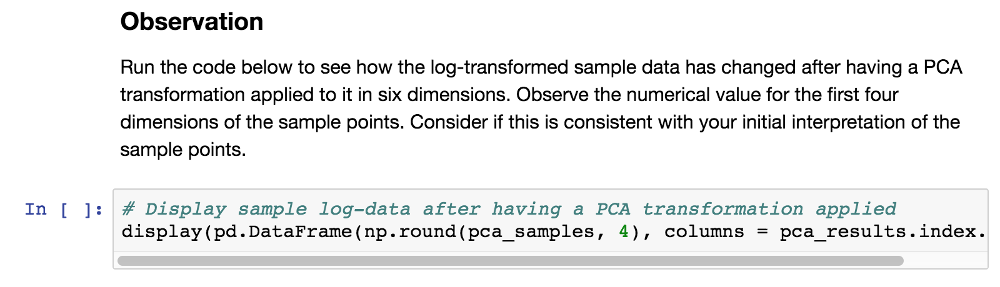 Observation
Run the code below to see how the log-transformed sample data has changed after having a PCA
transformation applied to it in six dimensions. Observe the numerical value for the first four
dimensions of the sample points. Consider if this is consistent with your initial interpretation of the
sample points.
In [ ]: # Display sample log-data after having a PCA transformation applied
display(pd.DataFrame(np.round(pca_samples, 4), columns = pca_results.index.